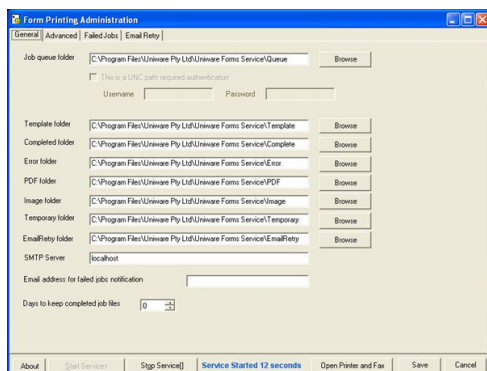 Form Printing Administration
General Advanced Failed Jobs Email Retry
Job queue folder C:\Program Files\Uniware Pty Ltd\Uniware Forms Service\Queue Browse
This is a UNC path required authentication
Username Password
Template folder C:\Program Files\Uniware Pty Ltd\Uniware Forms Service\Template Browse
Completed folder C:\Program Files\Uniware Pty Ltd\Uniware Forms Service\Complete Browse
Error folder C:\Program Files\Uniware Pty Ltd\Uniware Forms Service\Error Browse
PDF folder C:\Program Files\Uniware Pty Ltd\Uniware Forms Service\PDF Browse
Image folder C:\Program Files\Uniware Pty Ltd\Uniware Forms Service\Image Browse
Temporary folder C:\Program Files\Uniware Pty Ltd\Uniware Forms Service\Temporary Browse
EmailRetry folder C:\Program Files\Uniware Pty Ltd\Uniware Forms Service\EmailRetry Browse
SMTP Server localhost
Email address for failed jobs notification
Days to keep completed job files 0
About Start Service> Stop Service[] Service Started 12 seconds Open Printer and Fax Save Cancel